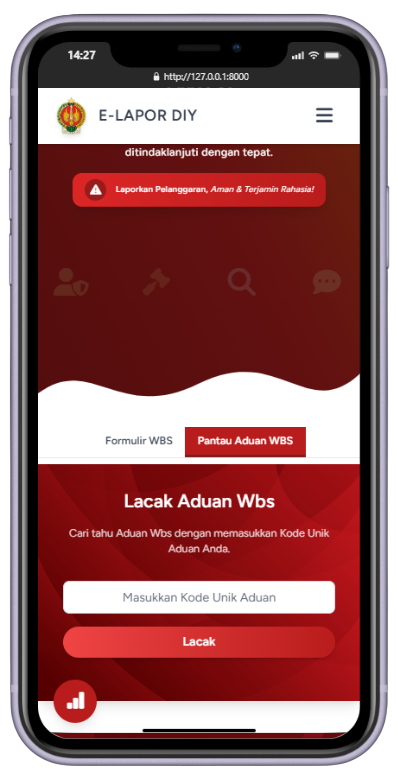 14:27
http://127.0.0.1:8000
E-LAPOR DIY
ditindaklanjuti dengan tepat.
Laporkan Pelanggaran, Aman & Terjamin Rahasia!
Formulir WBS
Pantau Aduan WBS
Lacak Aduan Wbs
Cari tahu Aduan Wbs dengan memasukkan Kode Unik
Aduan Anda.
Masukkan Kode Unik Aduan
Lacak